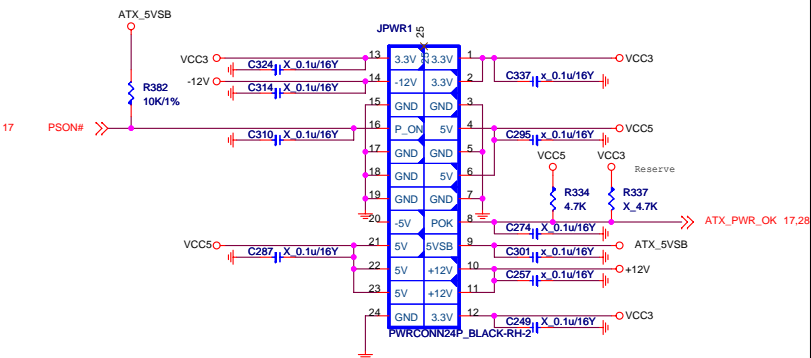 ATX_5VSB
JPWR1
25
25
VCC3
C324 X_0.1u/16Y
13
3.3V
3.3V
1
VCC3
-12V
C314 X_0.1u/16Y
14
-12V
3.3V
2
C337 x_0.1u/16Y
R382
10K/1%
15
GND
GND
3
17
PSON#
16
P_ON
5V
4
VCC5
C310 X_0.1u/16Y
C295 X_0.1u/16Y
17
GND
GND
5
18
GND
5V
6
VCC5
VCC3
Reserve
19
GND
GND
7
R334
4.7K
R337
X_4.7K
20
-5V
POK
8
ATX_PWR_OK 17,28
C274 X_0.1u/16Y
VCC5
21
5V
5VSB
9
ATX_5VSB
C287 X_0.1u/16Y
C301 X_0.1u/16Y
22
5V
+12V
10
+12V
C257 x_0.1u/16Y
23
5V
+12V
11
24
GND
3.3V
12
VCC3
C249 X_0.1u/16Y
PWRCONN24P_BLACK-RH-2